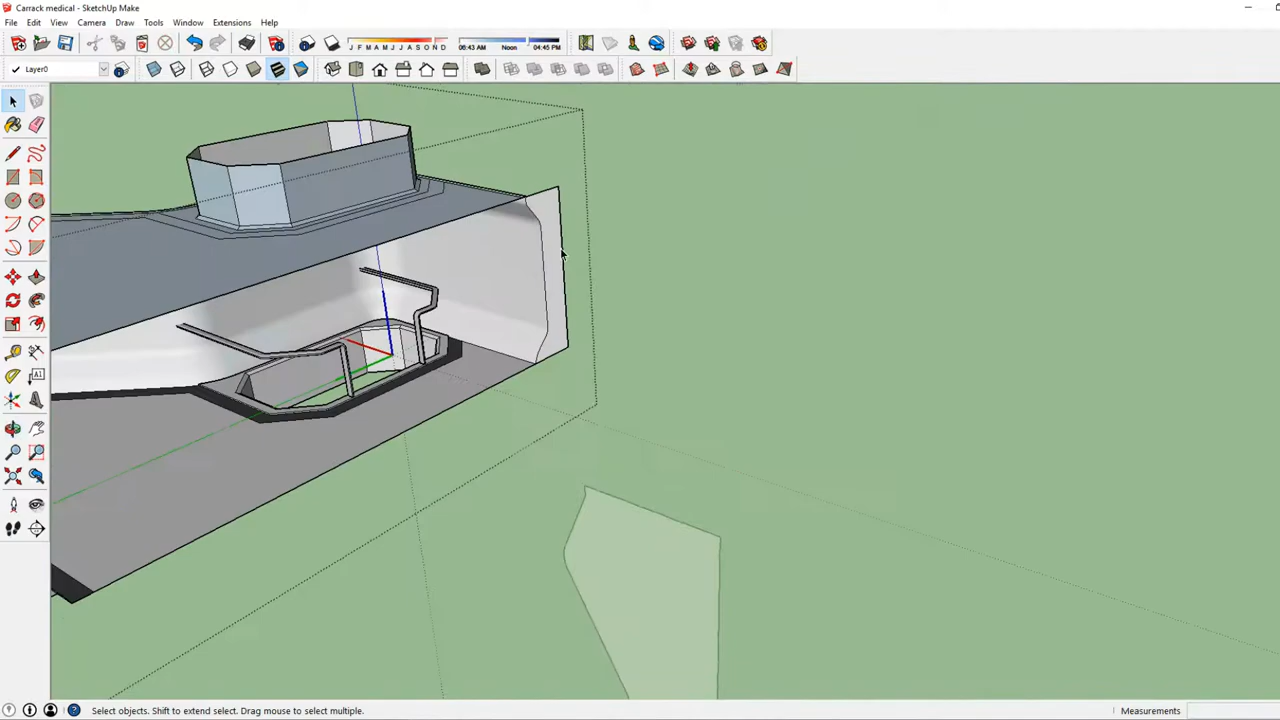 Carrack medical - SketchUp Make
File Edit View Camera Draw Tools Window Extensions Help
J F M A M J J A S O N D 06:43 AM Noon 04:45 PM
Layer0
A1
Select objects. Shift to extend select. Drag mouse to select multiple. Measurements